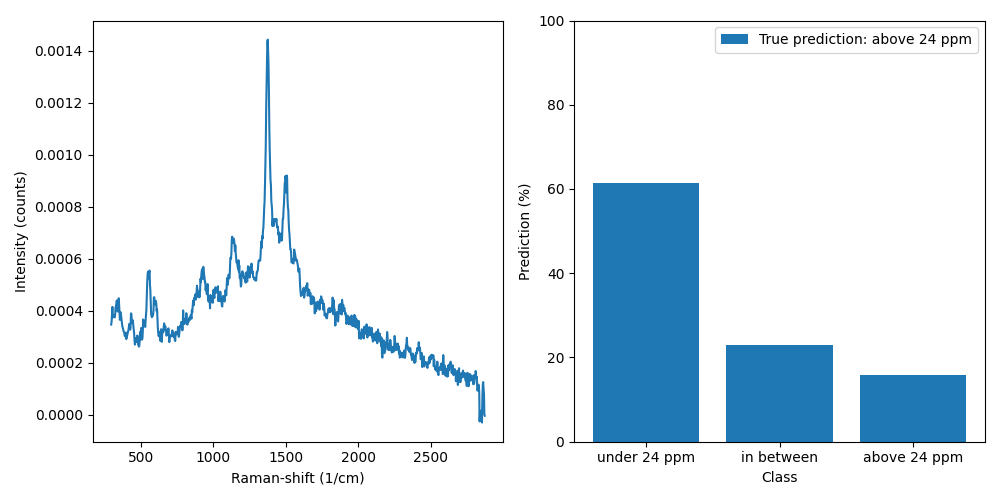 0.0014
0.0012
0.0010
0.0008
0.0006
0.0004
0.0002
0.0000
Intensity (counts)
500 1000 1500 2000 2500
Raman-shift (1/cm)
100
80
60
40
20
0
Prediction (%)
True prediction: above 24 ppm
under 24 ppm in between above 24 ppm
Class